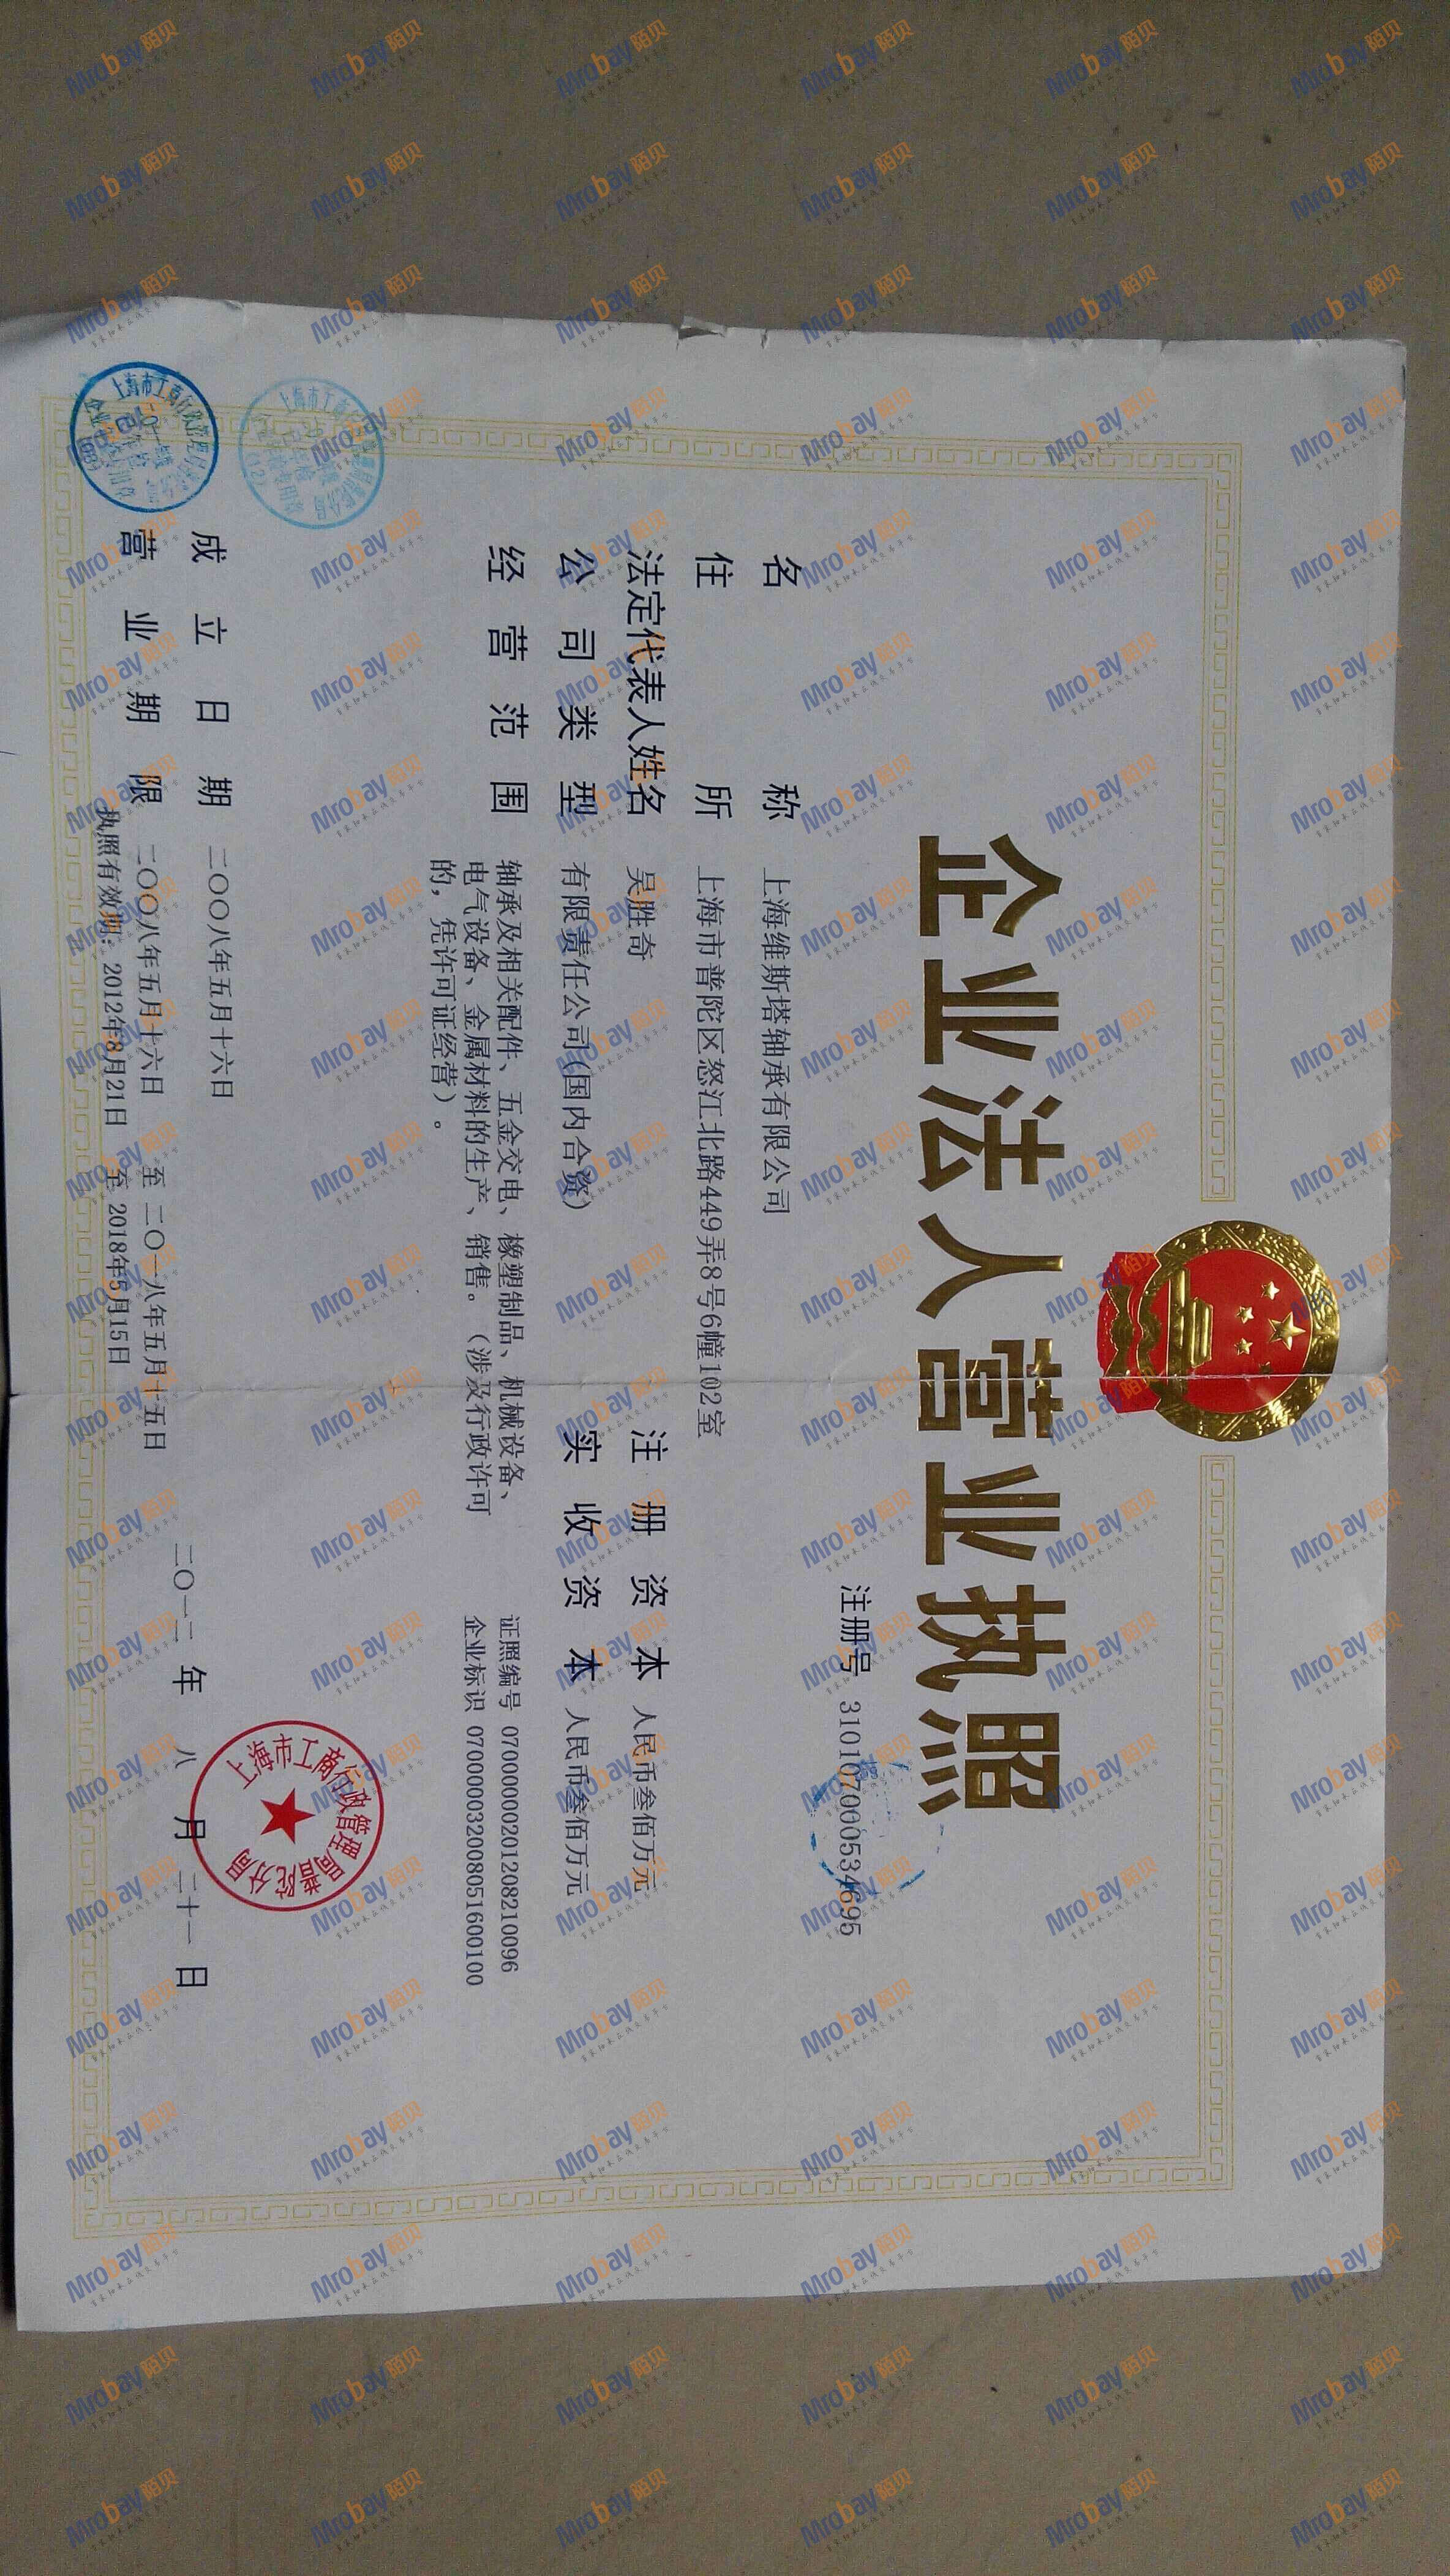 企业法人营业执照
注册号 310107000534695
名称 上海维斯塔轴承有限公司
住所 上海市普陀区怒江北路449弄8号6幢102室
法定代表人姓名 吴胜奇
注册资本 人民币叁佰万元
公司类型 有限责任公司(国内合资)
实收资本 人民币叁佰万元
经营范围 轴承及相关配件、五金交电、橡塑制品、机械设备、
电气设备、金属材料的生产、销售。(涉及行政许可
的,凭许可证经营)。
证照编号 07000000201208210096
企业标识 07000003200805160100
成立日期 二〇〇八年五月十六日
营业期限 二〇〇八年五月十六日 至 二〇一八年五月十五日
执照有效期: 2012年8月21日 至 2018年5月15日
二〇一二年八月二十一日
上海市工商行政管理局普陀分局
Mrobay陌贝